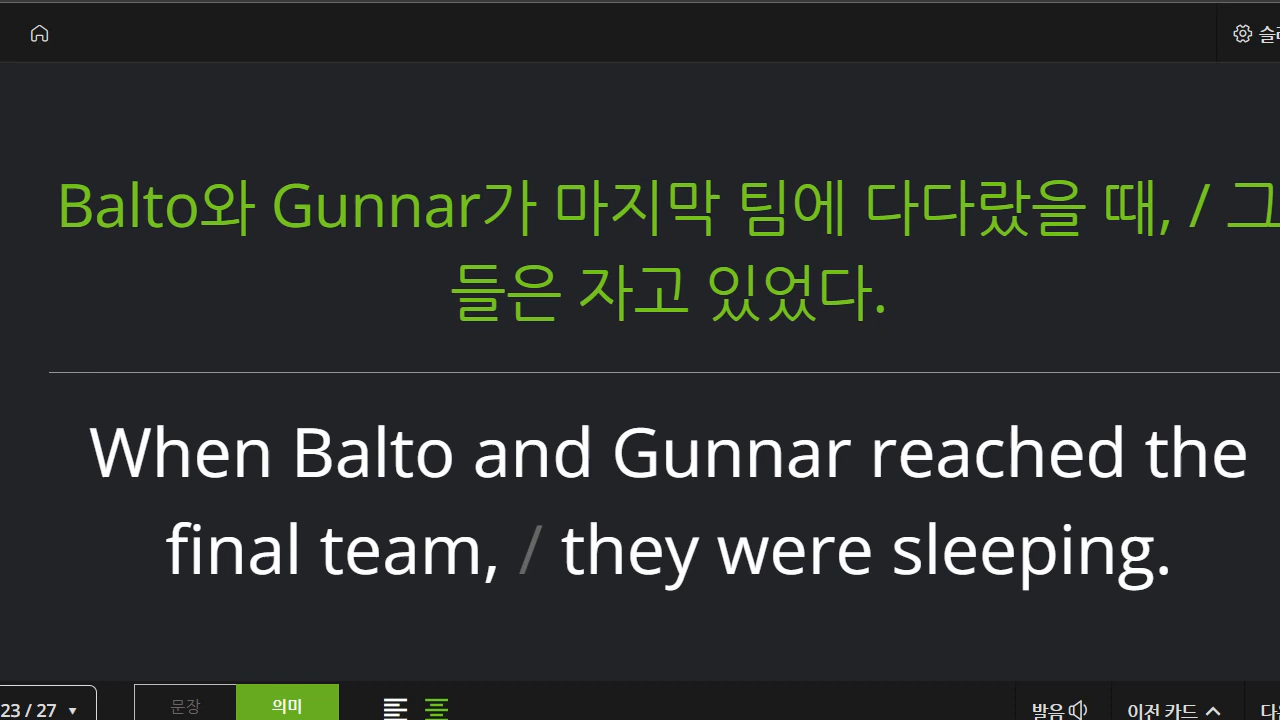 슬
Balto와 Gunnar가 마지막 팀에 다다랐을 때, / 그
들은 자고 있었다.
When Balto and Gunnar reached the
final team, / they were sleeping.
23 / 27 ▼ 문장 의미 발음 이전 카드 다